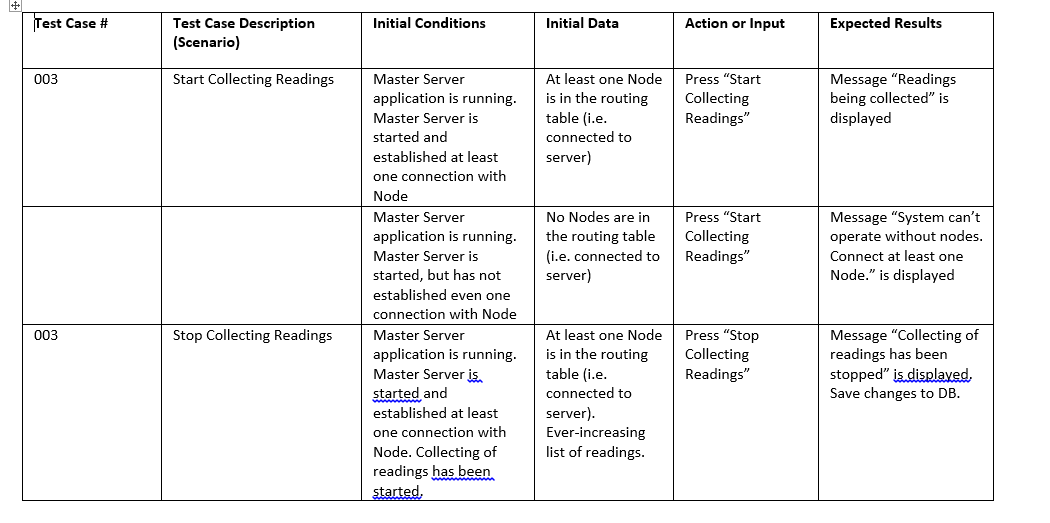 Test Case #
Test Case Description
(Scenario)
Initial Conditions
Initial Data
Action or Input
Expected Results
003
Start Collecting Readings
Master Server
application is running.
Master Server is
started and
established at least
one connection with
Node
At least one Node
is in the routing
table (i.e.
connected to
server)
Press “Start
Collecting
Readings”
Message “Readings
being collected” is
displayed
Master Server
application is running.
Master Server is
started, but has not
established even one
connection with Node
No Nodes are in
the routing table
(i.e. connected to
server)
Press “Start
Collecting
Readings”
Message “System can’t
operate without nodes.
Connect at least one
Node.” is displayed
003
Stop Collecting Readings
Master Server
application is running.
Master Server is
started and
established at least
one connection with
Node. Collecting of
readings has been
started.
At least one Node
is in the routing
table (i.e.
connected to
server).
Ever-increasing
list of readings.
Press “Stop
Collecting
Readings”
Message “Collecting of
readings has been
stopped” is displayed.
Save changes to DB.